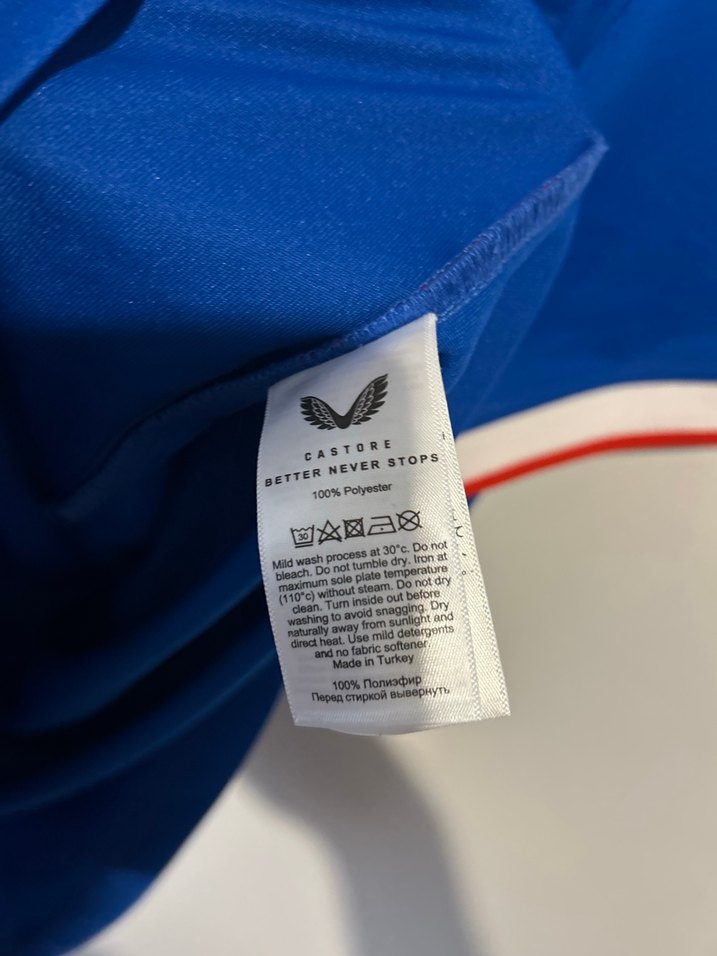 CASTORE
BETTER NEVER STOPS
100% Polyester
30
Mild wash process at 30°c. Do not
bleach. Do not tumble dry. Iron at
maximum sole plate temperature
(110°c) without steam. Do not dry
clean. Turn inside out before
washing to avoid snagging. Dry
naturally away from sunlight and
direct heat. Use mild detergents
and no fabric softener
Made in Turkey
100% Полиэфир
Перед стиркой вывернуть